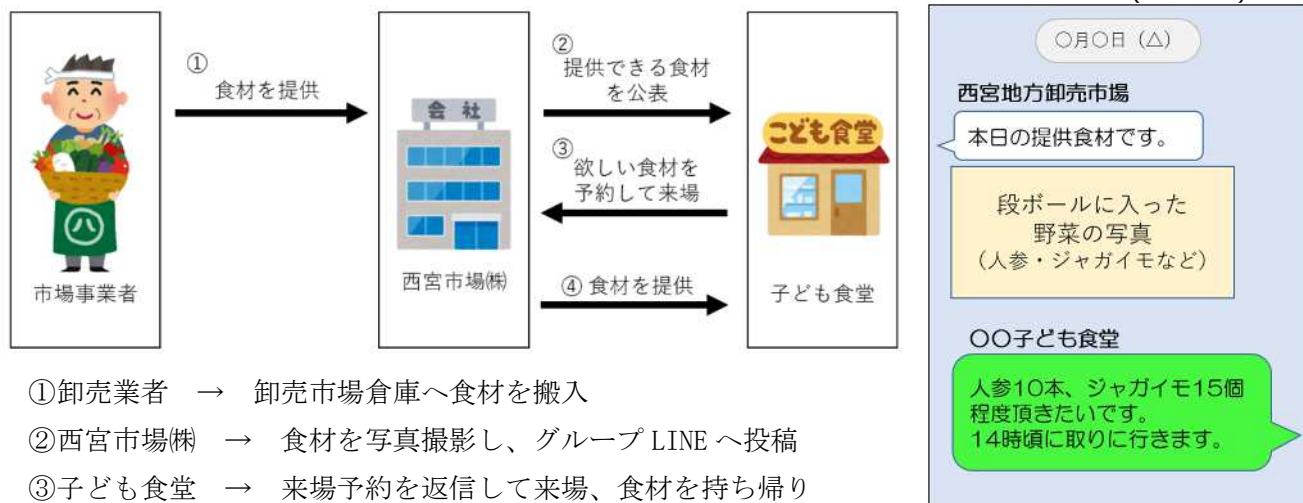 ①
食材を提供
②
提供できる食材
を公表
③
欲しい食材を
予約して来場
④食材を提供
八
市場事業者
会社
西宮市場㈱
こども食堂
子ども食堂
①卸売業者 → 卸売市場倉庫へ食材を搬入
②西宮市場㈱ → 食材を写真撮影し、グループ LINE へ投稿
③子ども食堂 → 来場予約を返信して来場、食材を持ち帰り
〇月〇日（△）
西宮地方卸売市場
本日の提供食材です。
段ボールに入った
野菜の写真
（人参・ジャガイモなど）
〇〇子ども食堂
人参10本、ジャガイモ15個
程度頂きたいです。
14時頃に取りに行きます。